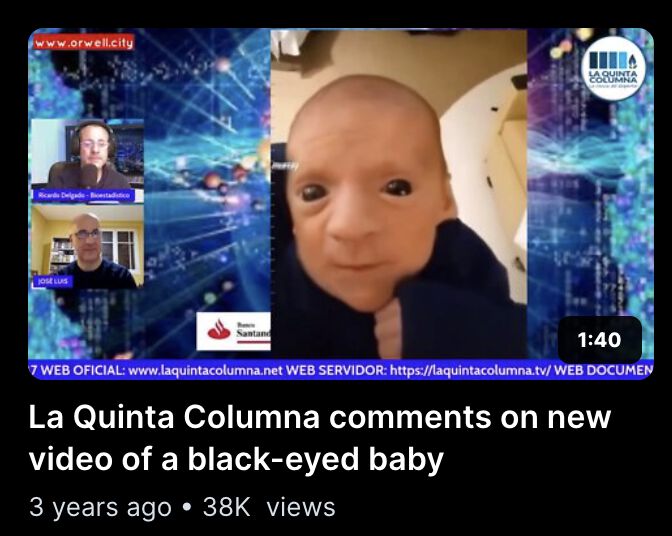 www.orwell.city
LA QUINTA
COLUMNA
Ricardo Delgado - Bioestadístico
JOSÉ LUIS
Banco
Santand
1:40
7 WEB OFICIAL: www.laquintacolumna.net WEB SERVIDOR: https://laquintacolumna.tv/ WEB DOCUMEN
La Quinta Columna comments on new
video of a black-eyed baby
3 years ago • 38K views